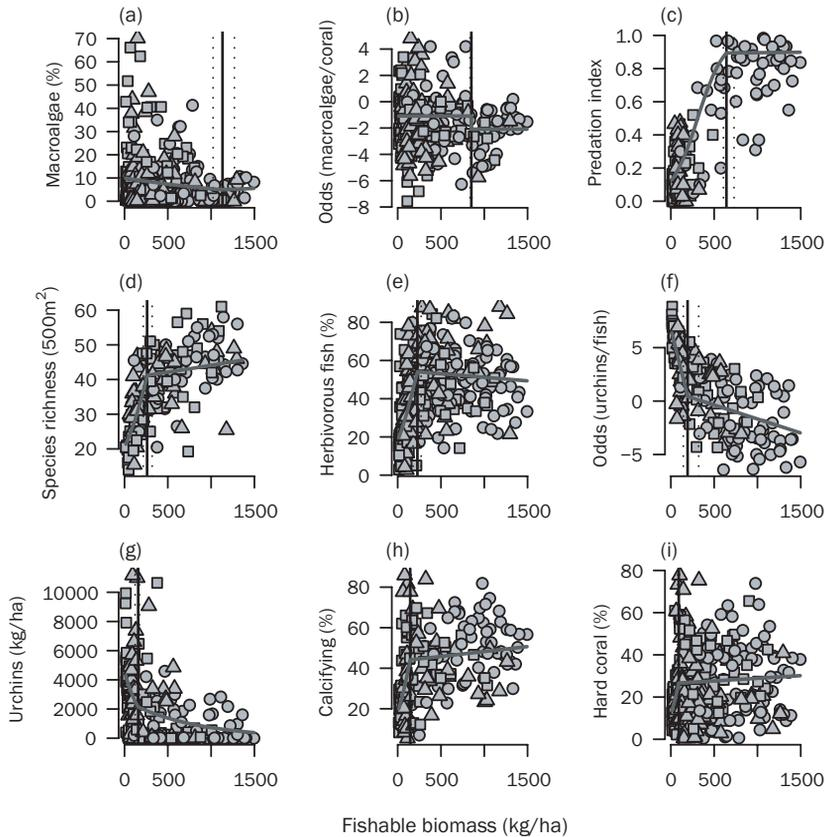 (a)
Macroalgae (%)
70
60
50
40
30
20
10
0
0 500 1500
(b)
Odds (macroalgae/coral)
4
2
0
−2
−4
−6
−8
0 500 1500
(c)
Predation index
1.0
0.8
0.6
0.4
0.2
0.0
0 500 1500
(d)
Species richness (500m²)
60
50
40
30
20
0 500 1500
(e)
Herbivorous fish (%)
80
60
40
20
0
0 500 1500
(f)
Odds (urchins/fish)
5
0
−5
0 500 1500
(g)
Urchins (kg/ha)
10000
8000
6000
4000
2000
0
0 500 1500
(h)
Calcifying (%)
80
60
40
20
0 500 1500
(i)
Hard coral (%)
80
60
40
20
0
0 500 1500
Fishable biomass (kg/ha)